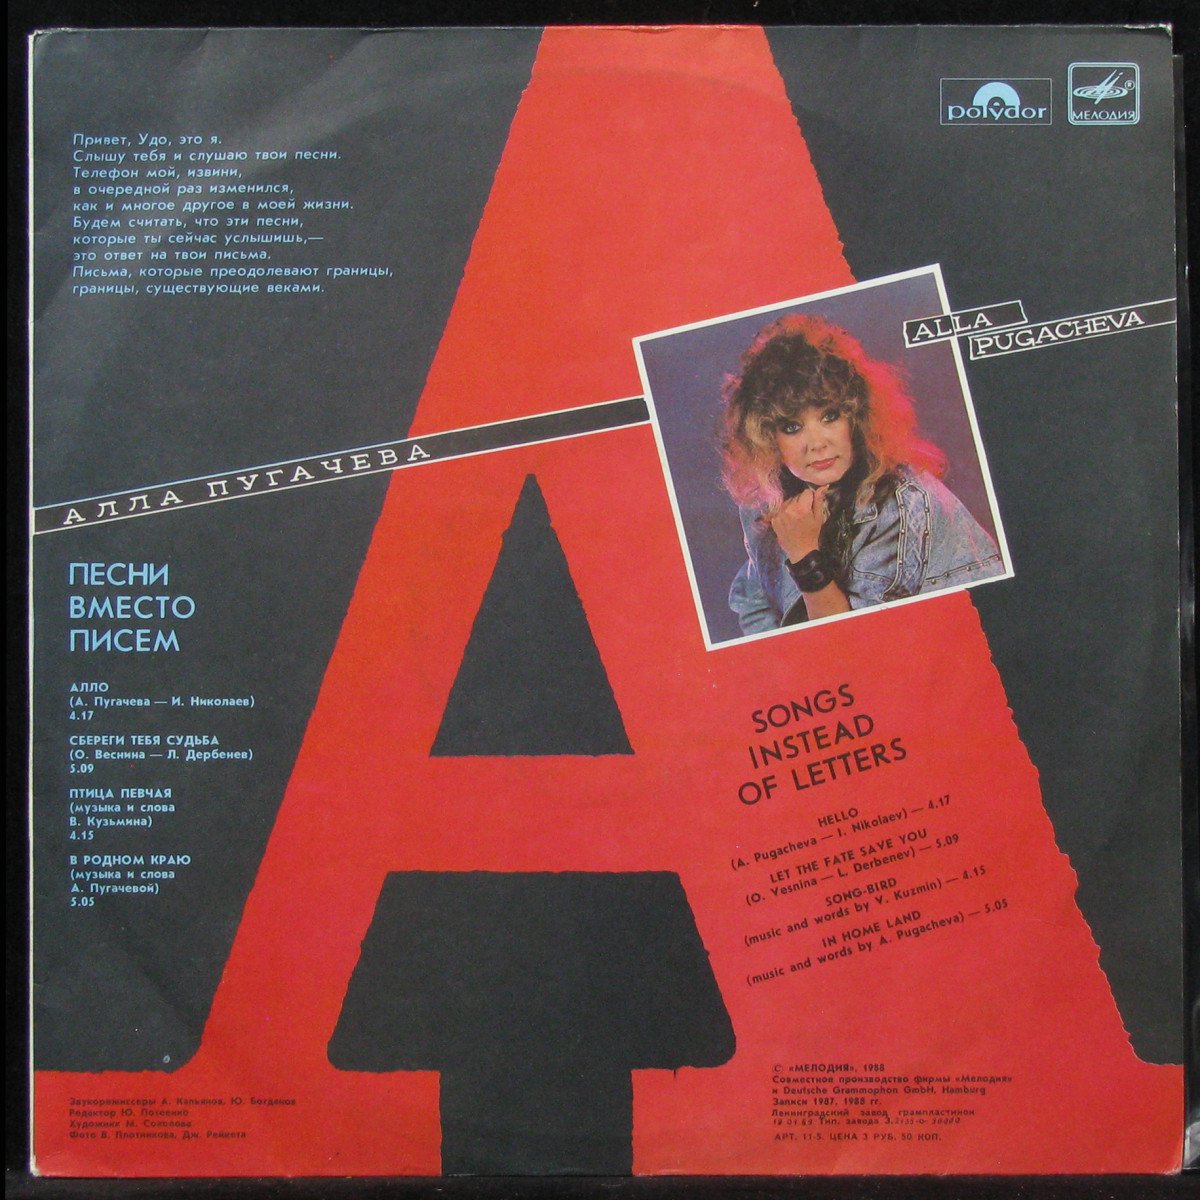 polydor
МЕЛОДИЯ
Привет, Удо, это я.
Слышу тебя и слушаю твои песни.
Телефон мой, извини,
в очередной раз изменился,
как и многое другое в моей жизни.
Будем считать, что эти песни,
которые ты сейчас услышишь,—
это ответ на твои письма.
Письма, которые преодолевают границы,
границы, существующие веками.
ALLA
PUGACHEVA
АЛЛА ПУГАЧЕВА
ПЕСНИ
ВМЕСТО
ПИСЕМ
АЛЛО
(А. Пугачева — И. Николаев)
4.17
СБЕРЕГИ ТЕБЯ СУДЬБА
(О. Веснина — Л. Дербенев)
5.09
ПТИЦА ПЕВЧАЯ
(музыка и слова
В. Кузьмина)
4.15
В РОДНОМ КРАЮ
(музыка и слова
А. Пугачевой)
5.05
SONGS
INSTEAD
OF LETTERS
HELLO
(A. Pugacheva — I. Nikolaev) — 4.17
LET THE FATE SAVE YOU
(O. Vesnina — L. Derbenev) — 5.09
SONG-BIRD
(music and words by V. Kuzmin) — 4.15
IN HOME LAND
(music and words by A. Pugacheva) — 5.05
Звукорежиссеры А. Кальянов, Ю. Богданов
Редактор Ю. Потеенко
Художник М. Соколова
Фото В. Плотникова, Дж. Рейкета
© «МЕЛОДИЯ», 1988
Совместное производство фирмы «Мелодия»
и Deutsche Grammophon GmbH, Hamburg
Записи 1987, 1988 гг.
Ленинградский завод грампластинок
Тип. завода
АРТ. 11-5. ЦЕНА 3 РУБ. 50 КОП.